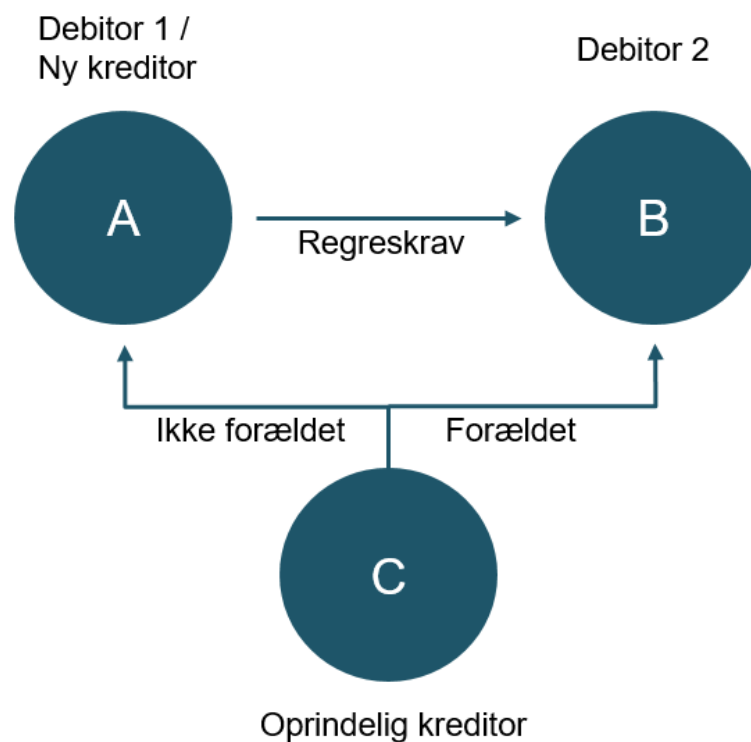 Debitor 1 /
Ny kreditor
Debitor 2
A
B
Regreskrav
Ikke forældet
Forældet
C
Oprindelig kreditor